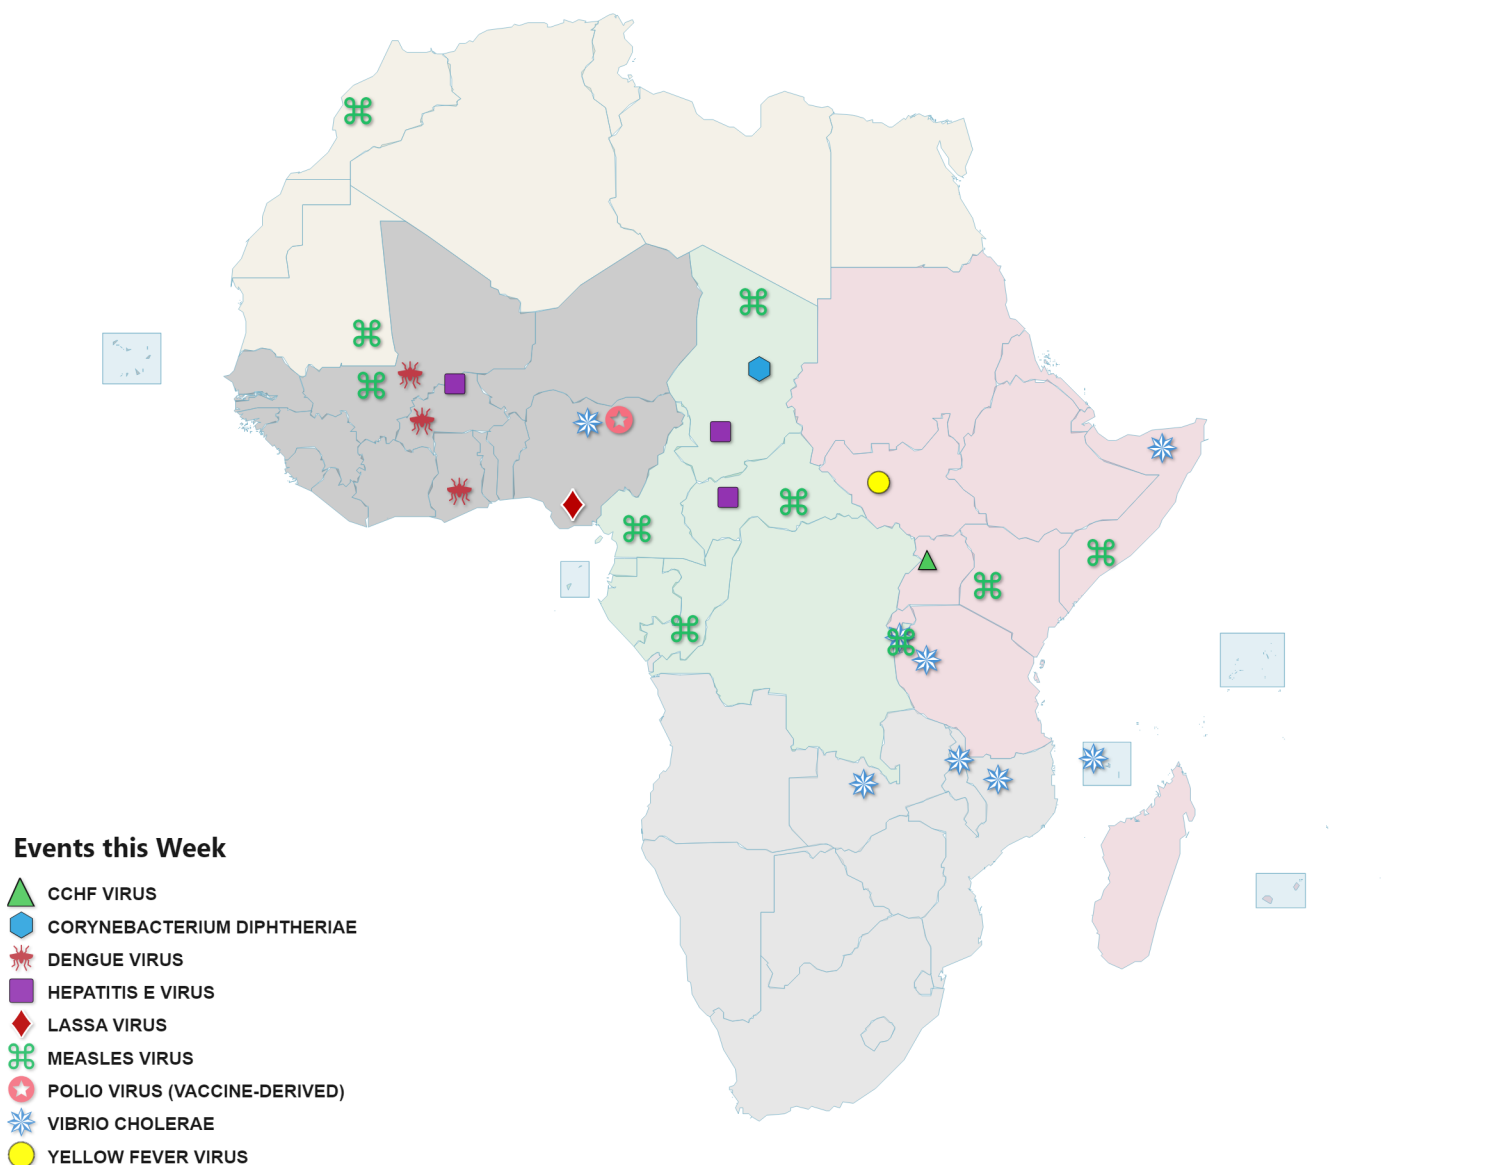 Events this Week
CCHF VIRUS
CORYNEBACTERIUM DIPHTHERIAE
DENGUE VIRUS
HEPATITIS E VIRUS
LASSA VIRUS
MEASLES VIRUS
POLIO VIRUS (VACCINE-DERIVED)
VIBRIO CHOLERAE
YELLOW FEVER VIRUS